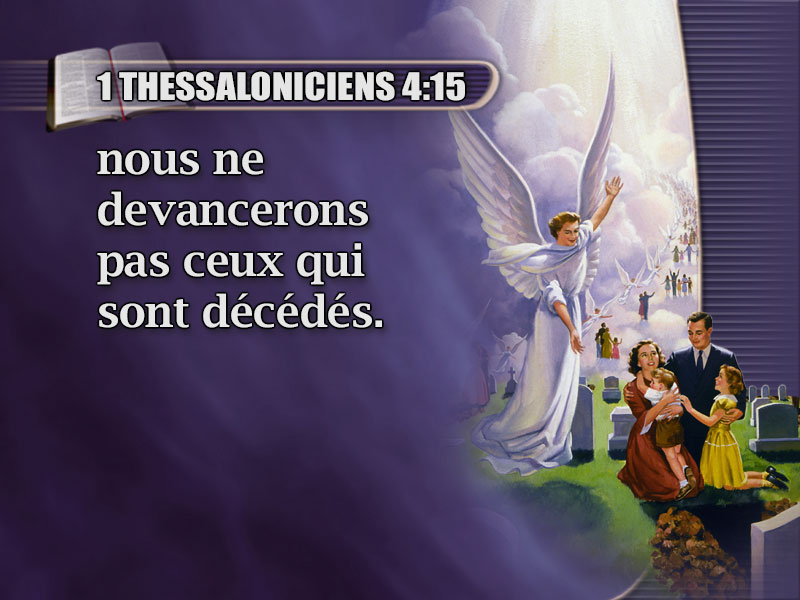 1 THESSALONICIENS 4:15
nous ne
devancerons
pas ceux qui
sont décédés.